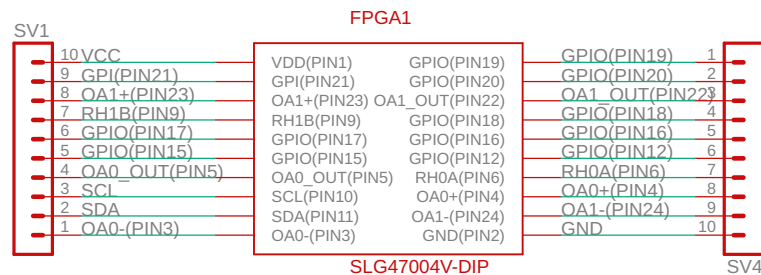 FPGA1
SV1
10 VCC VDD(PIN1) GPIO(PIN19) GPIO(PIN19) 1
9 GPI(PIN21) GPI(PIN21) GPIO(PIN20) GPIO(PIN20) 2
8 OA1+(PIN23) OA1+(PIN23) OA1_OUT(PIN22) OA1_OUT(PIN22) 3
7 RH1B(PIN9) RH1B(PIN9) GPIO(PIN18) GPIO(PIN18) 4
6 GPIO(PIN17) GPIO(PIN17) GPIO(PIN16) GPIO(PIN16) 5
5 GPIO(PIN15) GPIO(PIN15) GPIO(PIN12) GPIO(PIN12) 6
4 OA0_OUT(PIN5) OA0_OUT(PIN5) RH0A(PIN6) RH0A(PIN6) 7
3 SCL SCL(PIN10) OA0+(PIN4) OA0+(PIN4) 8
2 SDA SDA(PIN11) OA1-(PIN24) OA1-(PIN24) 9
1 OA0-(PIN3) OA0-(PIN3) GND(PIN2) GND 10
SLG47004V-DIP
SV4